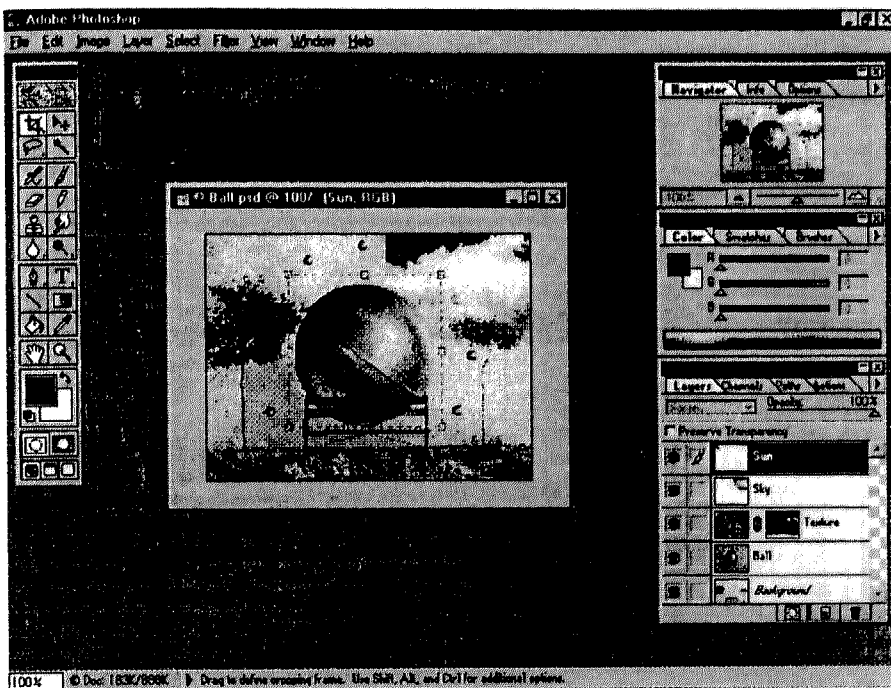 Adobe Photoshop
File Edit Image Layer Select Filter View Window Help
Navigator Info Options
Ball.psd @ 100% (Sun, RGB)
100%
Color Swatches Brushes
R
G
B
Layers Channels Paths Actions
Opacity: 100%
Preserve Transparency
Sun
Sky
Texture
Ball
Background
100% Doc: 183K/888K Drag to define cropping frame. Use Shift, Alt, and Ctrl for additional options.